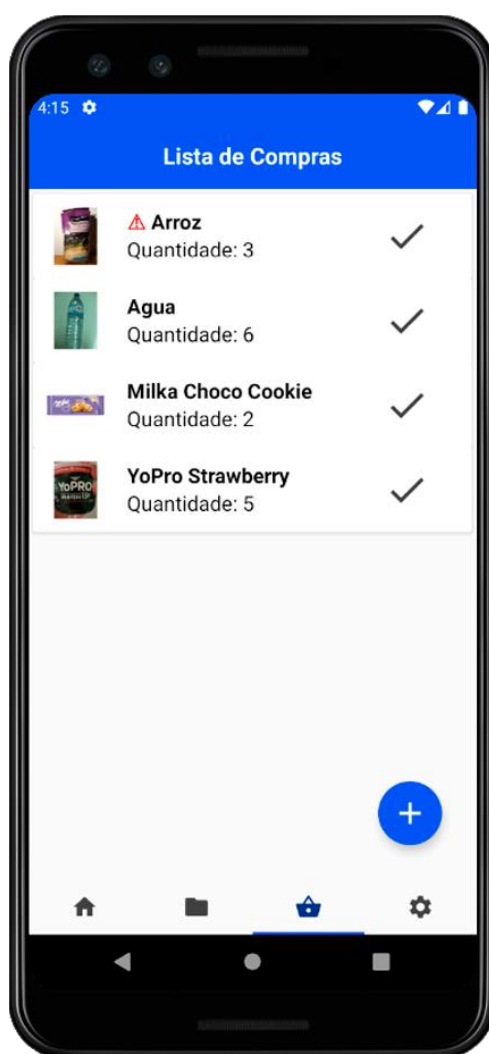 4:15
Lista de Compras
⚠ Arroz
Quantidade: 3
Agua
Quantidade: 6
Milka Choco Cookie
Quantidade: 2
YoPRO
YoPro Strawberry
Quantidade: 5